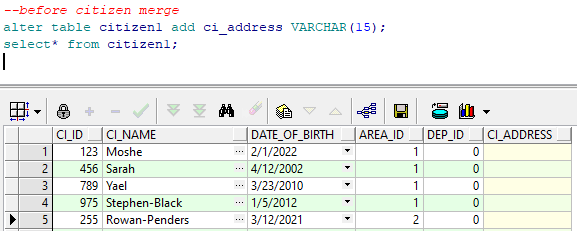 --before citizen merge
alter table citizen1 add ci_address VARCHAR(15);
select* from citizen1;
CI_ID CI_NAME DATE_OF_BIRTH AREA_ID DEP_ID CI_ADDRESS
1 123 Moshe ··· 2/1/2022 1 0
2 456 Sarah ··· 4/12/2002 1 0
3 789 Yael ··· 3/23/2010 1 0
4 975 Stephen-Black ··· 1/5/2012 1 0
5 255 Rowan-Penders ··· 3/12/2021 2 0